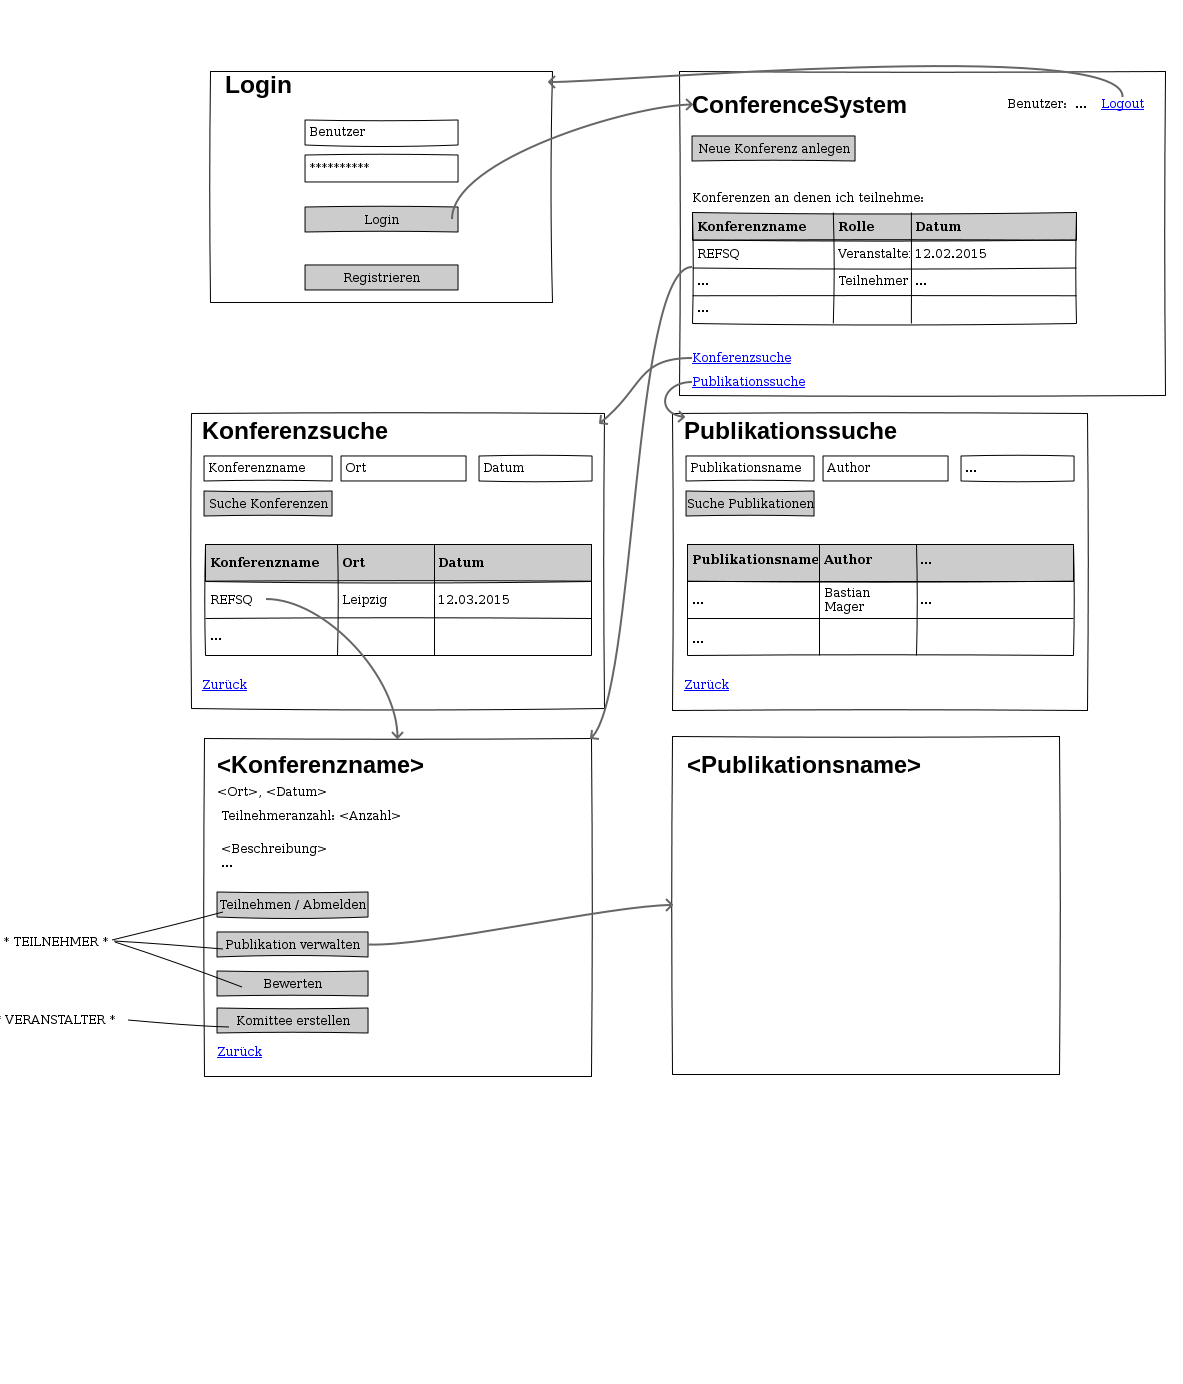 Login
Benutzer
**********
Login
Registrieren
ConferenceSystem
Benutzer: ... Logout
Neue Konferenz anlegen
Konferenzen an denen ich teilnehme:
Konferenzname Rolle Datum
REFSQ Veranstalter 12.02.2015
... Teilnehmer ...
...
Konferenzsuche
Publikationssuche
Konferenzsuche
Konferenzname Ort Datum
Suche Konferenzen
Konferenzname Ort Datum
REFSQ Leipzig 12.03.2015
...
Zurück
Publikationssuche
Publikationsname Author ...
Suche Publikationen
Publikationsname Author ...
... Bastian ...
Mager
...
Zurück
<Konferenzname>
<Ort>, <Datum>
Teilnehmeranzahl: <Anzahl>
<Beschreibung>
...
Teilnehmen / Abmelden
Publikation verwalten
Bewerten
Komittee erstellen
Zurück
* TEILNEHMER *
* VERANSTALTER *
<Publikationsname>